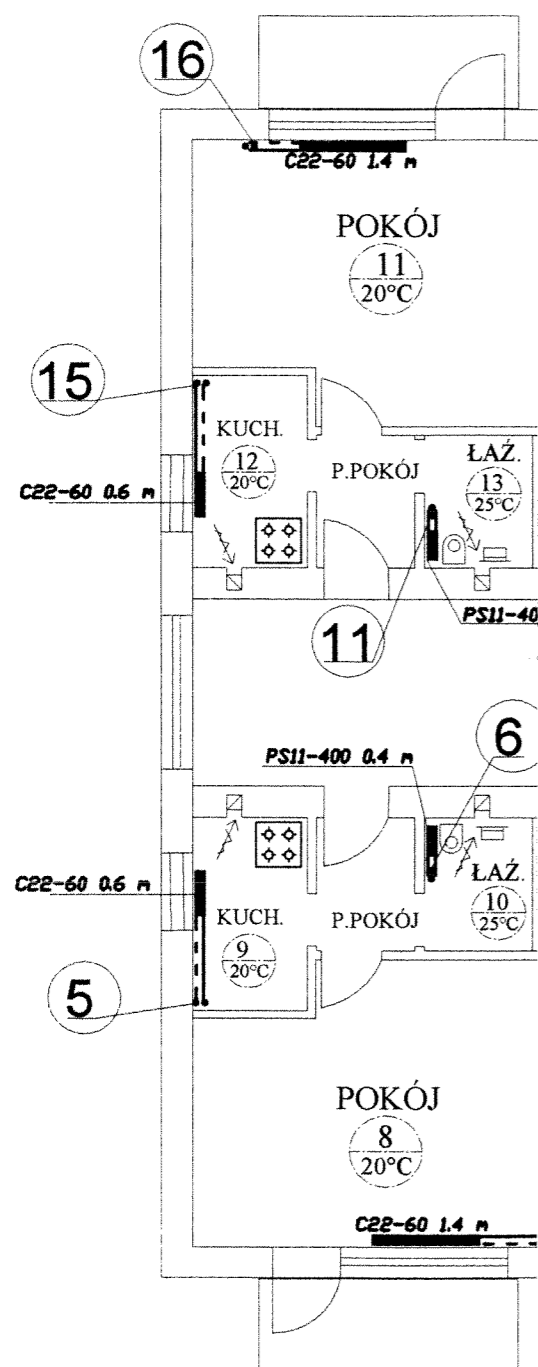 16
C22-60 1.4 m
POKÓJ
11
20°C
15
KUCH.
12
20°C
P.POKÓJ
ŁAŹ.
13
25°C
C22-60 0.6 m
11
PS11-40
6
PS11-400 0.4 m
C22-60 0.6 m
KUCH.
9
20°C
P.POKÓJ
ŁAŹ.
10
25°C
5
POKÓJ
8
20°C
C22-60 1.4 m